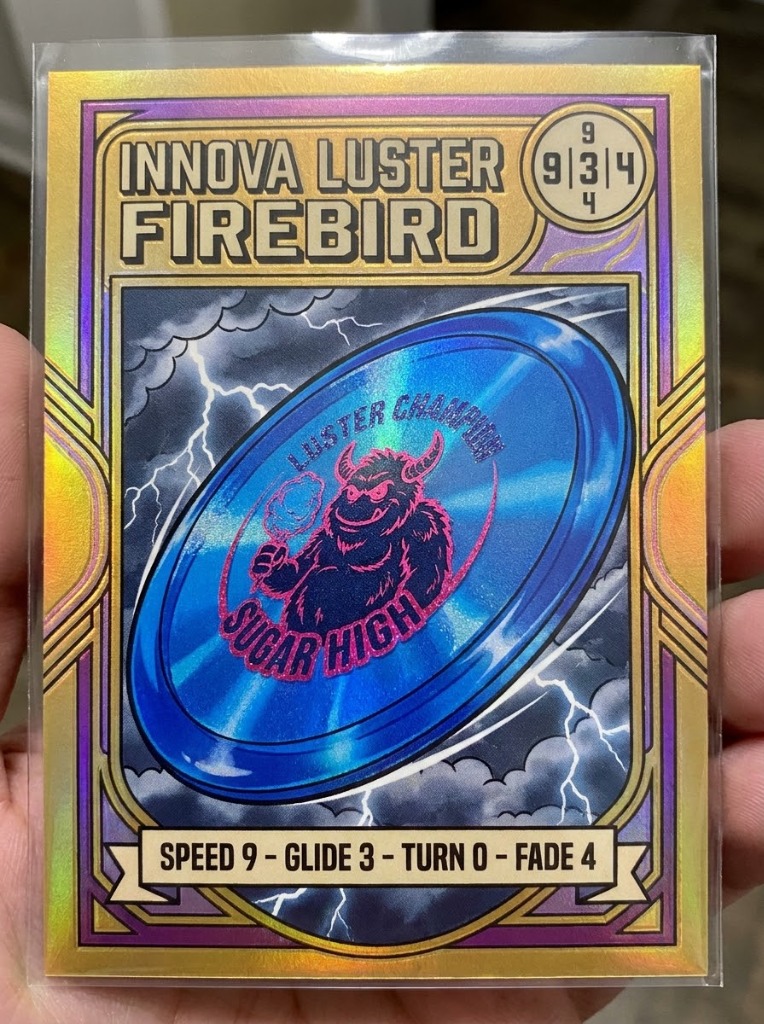 INNOVA LUSTER
FIREBIRD
9
9|3|4
4
LUSTER CHAMPION
SUGAR HIGH
SPEED 9 - GLIDE 3 - TURN 0 - FADE 4